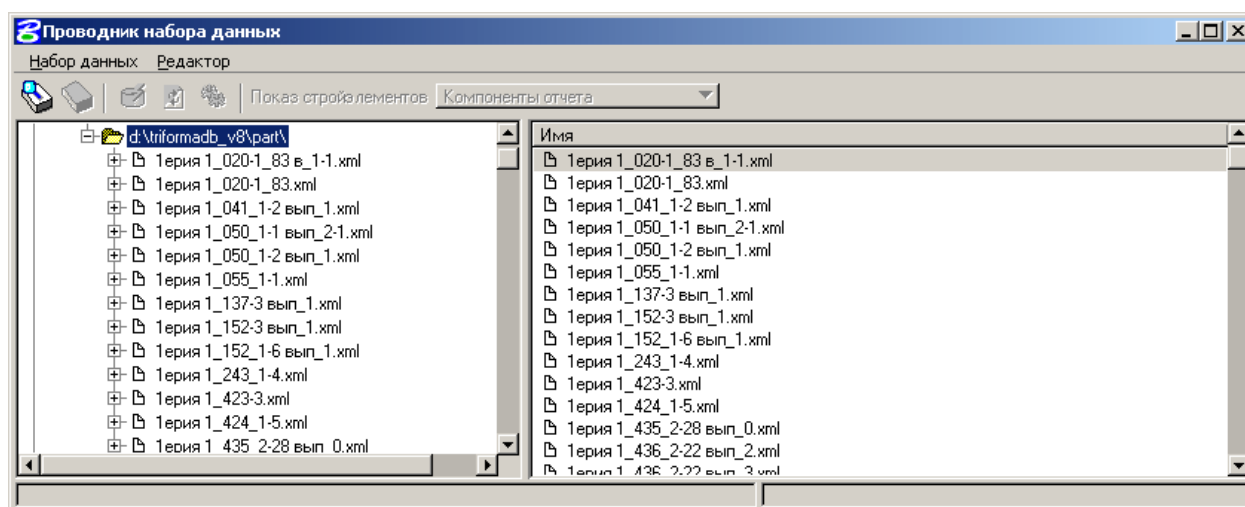 Проводник набора данных
Набор данных Редактор
Показ стройэлементов Компоненты отчета
d:\triformadb_v8\part\
1ерия 1_020-1_83 в_1-1.xml
1ерия 1_020-1_83.xml
1ерия 1_041_1-2 вып_1.xml
1ерия 1_050_1-1 вып_2-1.xml
1ерия 1_050_1-2 вып_1.xml
1ерия 1_055_1-1.xml
1ерия 1_137-3 вып_1.xml
1ерия 1_152-3 вып_1.xml
1ерия 1_152_1-6 вып_1.xml
1ерия 1_243_1-4.xml
1ерия 1_423-3.xml
1ерия 1_424_1-5.xml
1ерия 1_435_2-28 вып_0.xml
Имя
1ерия 1_020-1_83 в_1-1.xml
1ерия 1_020-1_83.xml
1ерия 1_041_1-2 вып_1.xml
1ерия 1_050_1-1 вып_2-1.xml
1ерия 1_050_1-2 вып_1.xml
1ерия 1_055_1-1.xml
1ерия 1_137-3 вып_1.xml
1ерия 1_152-3 вып_1.xml
1ерия 1_152_1-6 вып_1.xml
1ерия 1_243_1-4.xml
1ерия 1_423-3.xml
1ерия 1_424_1-5.xml
1ерия 1_435_2-28 вып_0.xml
1ерия 1_436_2-22 вып_2.xml
1ерия 1_436_2-22 вып_3.xml